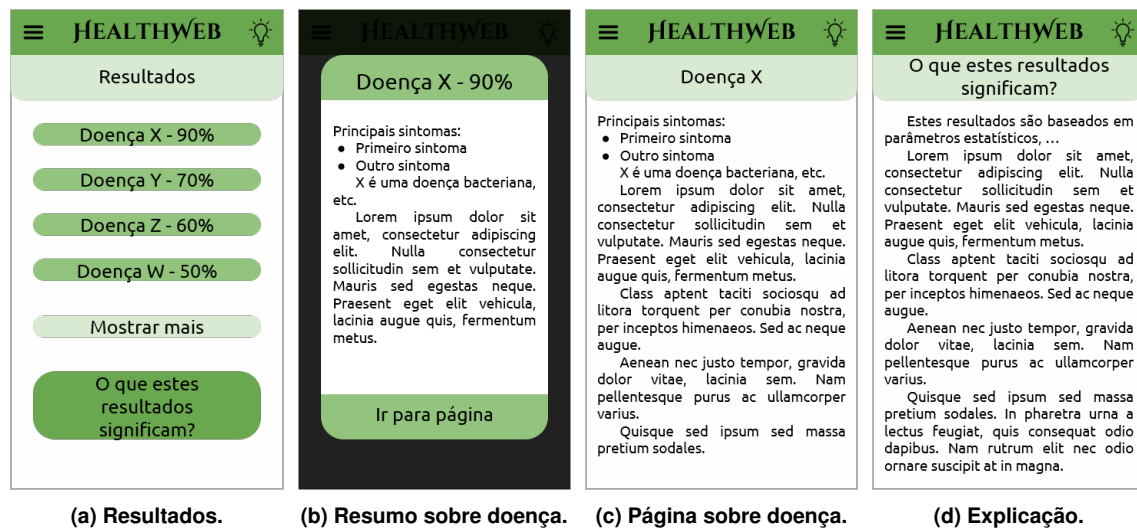 HEALTHWEB
Resultados
Doença X - 90%
Doença Y - 70%
Doença Z - 60%
Doença W - 50%
Mostrar mais
O que estes
resultados
significam?
(a) Resultados.
HEALTHWEB
Doença X - 90%
Principais sintomas:
● Primeiro sintoma
● Outro sintoma
X é uma doença bacteriana,
etc.
Lorem ipsum dolor sit
amet, consectetur adipiscing
elit. Nulla consectetur
sollicitudin sem et vulputate.
Mauris sed egestas neque.
Praesent eget elit vehicula,
lacinia augue quis, fermentum
metus.
Ir para página
(b) Resumo sobre doença.
HEALTHWEB
Doença X
Principais sintomas:
● Primeiro sintoma
● Outro sintoma
X é uma doença bacteriana, etc.
Lorem ipsum dolor sit amet,
consectetur adipiscing elit. Nulla
consectetur sollicitudin sem et
vulputate. Mauris sed egestas neque.
Praesent eget elit vehicula, lacinia
augue quis, fermentum metus.
Class aptent taciti sociosqu ad
litora torquent per conubia nostra,
per inceptos himenaeos. Sed ac neque
augue.
Aenean nec justo tempor, gravida
dolor vitae, lacinia sem. Nam
pellentesque purus ac ullamcorper
varius.
Quisque sed ipsum sed massa
pretium sodales.
(c) Página sobre doença.
HEALTHWEB
O que estes resultados
significam?
Estes resultados são baseados em
parâmetros estatísticos, ...
Lorem ipsum dolor sit amet,
consectetur adipiscing elit. Nulla
consectetur sollicitudin sem et
vulputate. Mauris sed egestas neque.
Praesent eget elit vehicula, lacinia
augue quis, fermentum metus.
Class aptent taciti sociosqu ad
litora torquent per conubia nostra,
per inceptos himenaeos. Sed ac neque
augue.
Aenean nec justo tempor, gravida
dolor vitae, lacinia sem. Nam
pellentesque purus ac ullamcorper
varius.
Quisque sed ipsum sed massa
pretium sodales. In pharetra urna a
lectus feugiat, quis consequat odio
dapibus. Nam rutrum elit nec odio
ornare suscipit at in magna.
(d) Explicação.